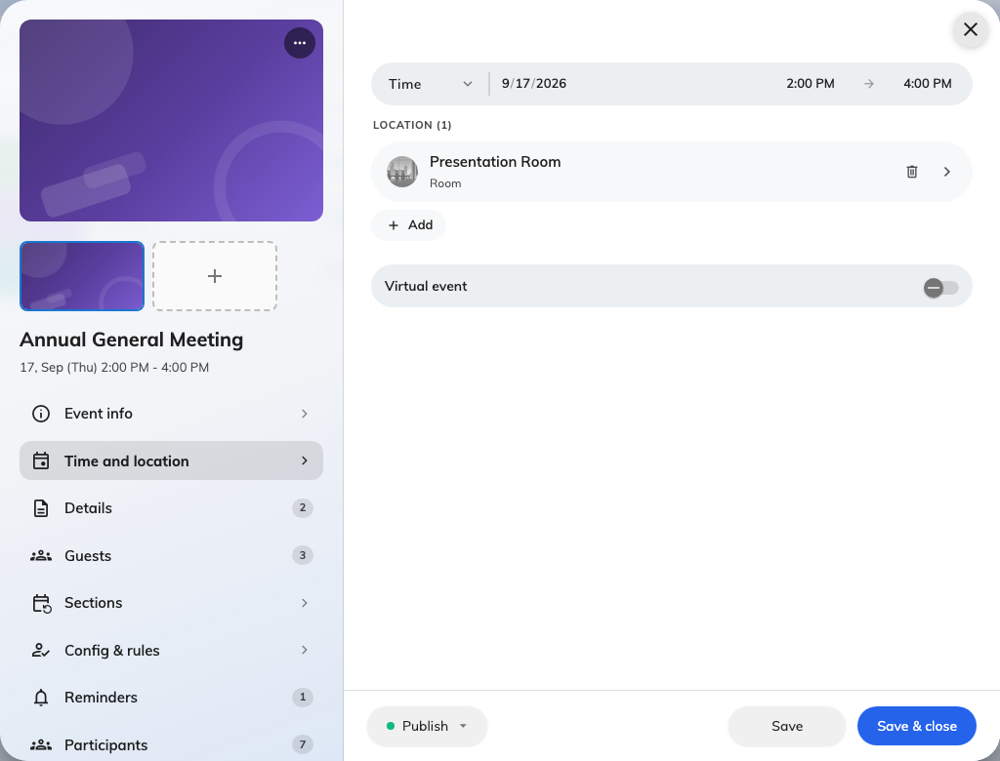 Annual General Meeting
17, Sep (Thu) 2:00 PM - 4:00 PM
Event info
Time and location
Details 2
Guests 3
Sections
Config & rules
Reminders 1
Participants 7
Time 9/17/2026 2:00 PM → 4:00 PM
LOCATION (1)
Presentation Room
Room
+ Add
Virtual event
Publish
Save
Save & close